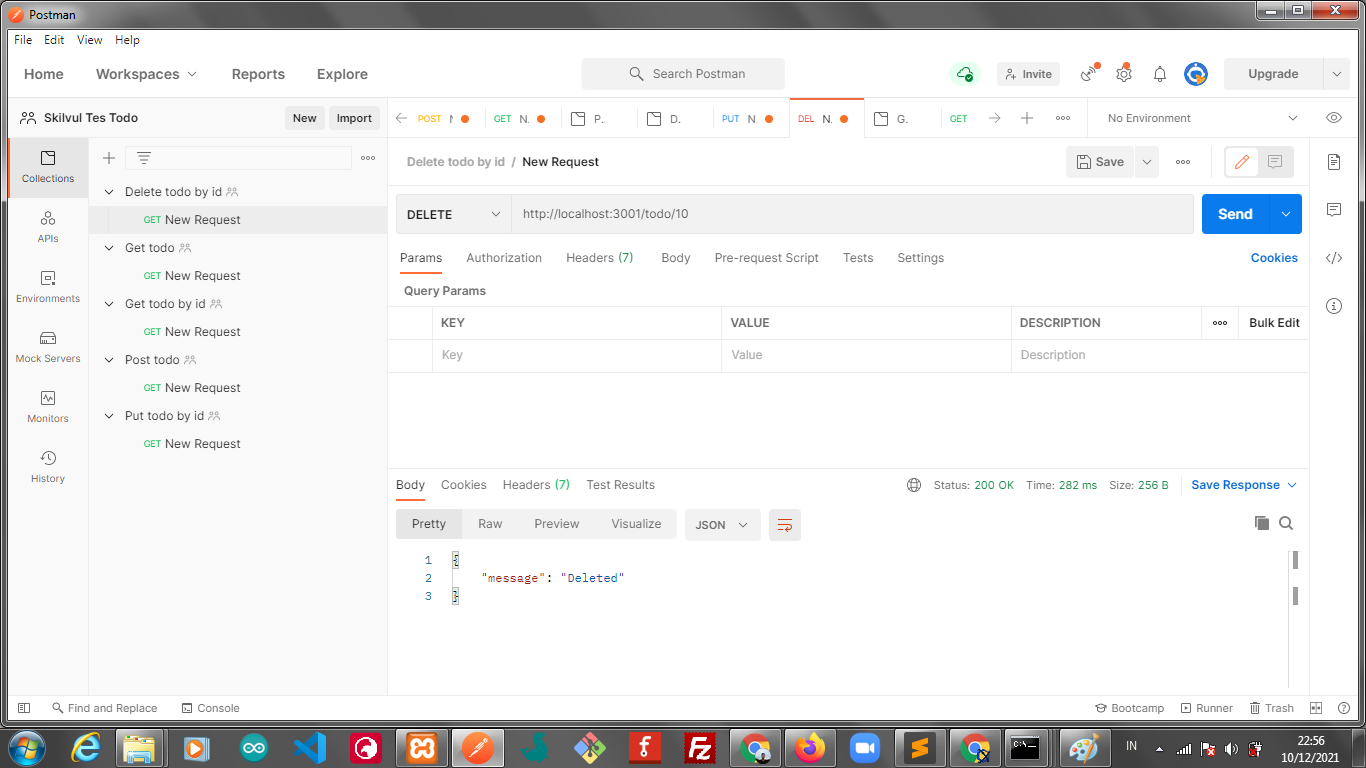 Postman
File Edit View Help
Home Workspaces Reports Explore Search Postman Invite Upgrade
Skilvul Tes Todo New Import
POST GET N. P. D. PUT N. DEL N. G. GET No Environment
Collections
APIs
Environments
Mock Servers
Monitors
History
Delete todo by id
GET New Request
Get todo
GET New Request
Get todo by id
GET New Request
Post todo
GET New Request
Put todo by id
GET New Request
Delete todo by id / New Request Save
DELETE http://localhost:3001/todo/10 Send
Params Authorization Headers (7) Body Pre-request Script Tests Settings Cookies
Query Params
KEY VALUE DESCRIPTION Bulk Edit
Key Value Description
Body Cookies Headers (7) Test Results Status: 200 OK Time: 282 ms Size: 256 B Save Response
Pretty Raw Preview Visualize JSON
1 {
2 "message": "Deleted"
3 }
Find and Replace Console Bootcamp Runner Trash
IN 22:56
10/12/2021